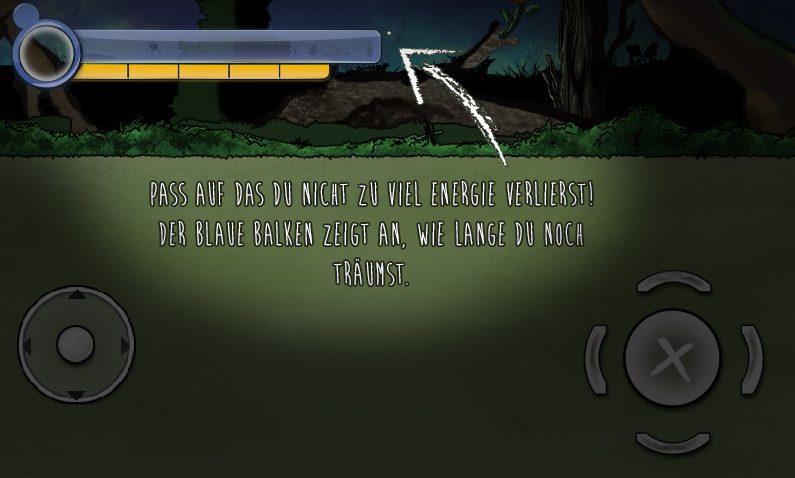 PASS AUF DAS DU NICHT ZU VIEL ENERGIE VERLIERST!
DER BLAUE BALKEN ZEIGT AN, WIE LANGE DU NOCH
TRÄUMST.